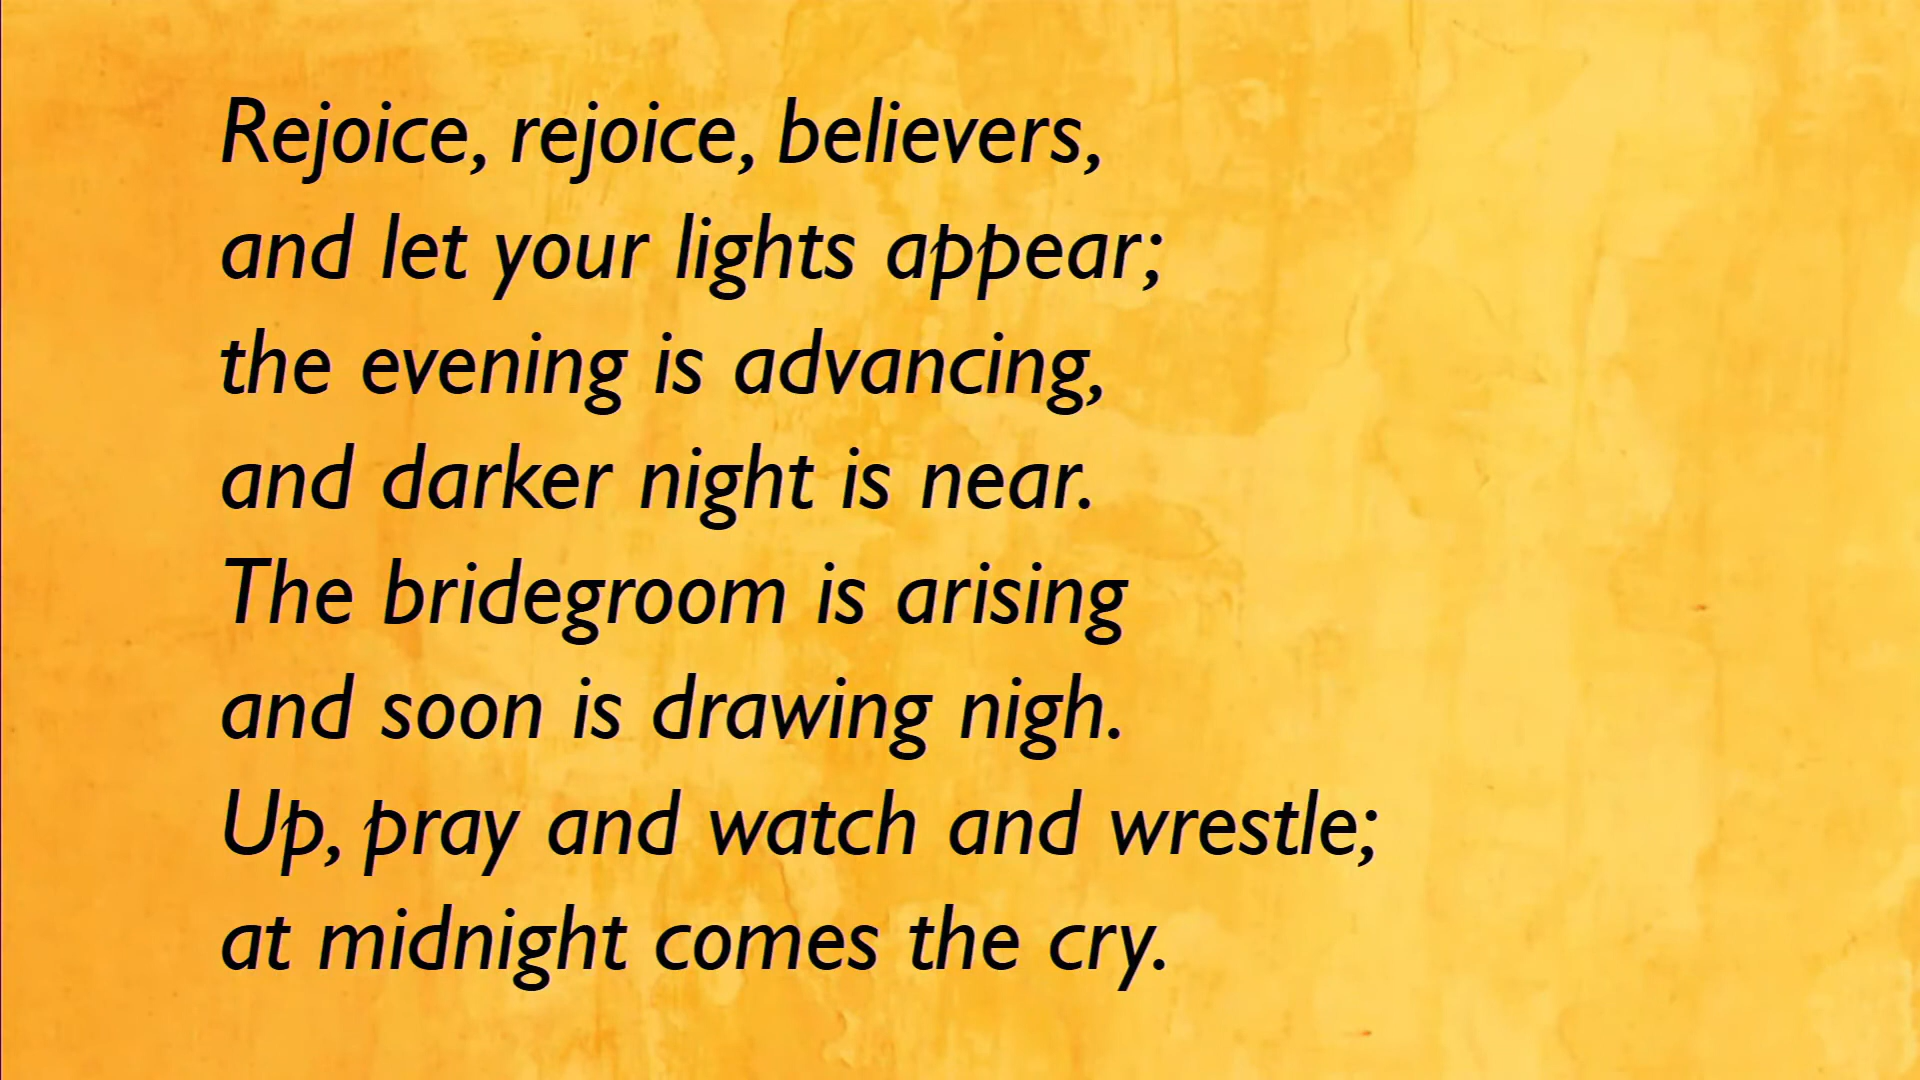 Rejoice, rejoice, believers,
and let your lights appear;
the evening is advancing,
and darker night is near.
The bridegroom is arising
and soon is drawing nigh.
Up, pray and watch and wrestle;
at midnight comes the cry.